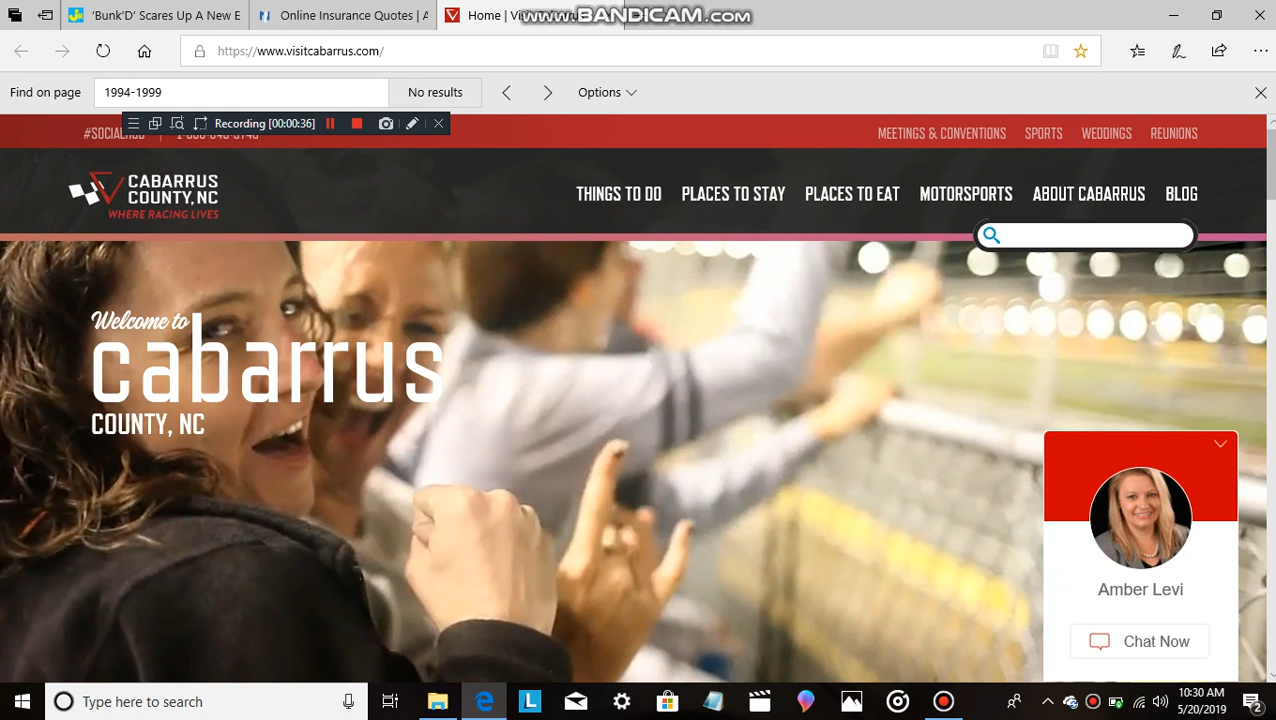 'Bunk'D' Scares Up A New E
Online Insurance Quotes | A
Home |
www.BANDICAM.com
https://www.visitcabarrus.com/
Find on page
1994-1999
No results
Options
Recording [00:00:36]
MEETINGS & CONVENTIONS
SPORTS
WEDDINGS
REUNIONS
CABARRUS
COUNTY, NC
WHERE RACING LIVES
THINGS TO DO
PLACES TO STAY
PLACES TO EAT
MOTORSPORTS
ABOUT CABARRUS
BLOG
Welcome to
cabarrus
COUNTY, NC
Amber Levi
Chat Now
Type here to search
10:30 AM
5/20/2019
2